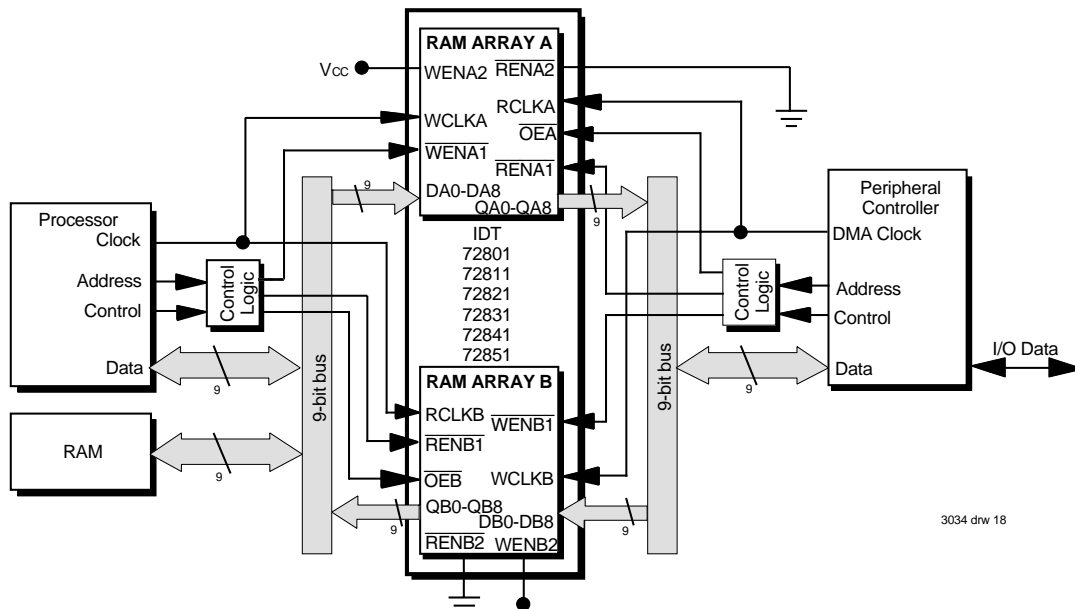 RAM ARRAY A
VCC
WENA2
RENA2
RCLKA
WCLKA
OEA
WENA1
RENA1
9
DA0-DA8
9
QA0-QA8
Processor
Clock
Address
Control
Data
9
Control
Logic
9-bit bus
IDT
72801
72811
72821
72831
72841
72851
9-bit bus
Control
Logic
Peripheral
Controller
DMA Clock
Address
Control
Data
9
I/O Data
RAM
9
RAM ARRAY B
RCLKB
WENB1
RENB1
OEB
WCLKB
QB0-QB8
9
DB0-DB8
9
RENB2
WENB2
3034 drw 18